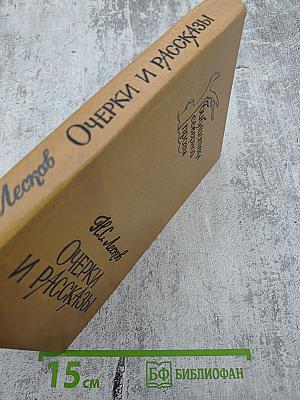 Лесков ОЧЕРКИ И РАССКАЗЫ
Н.С. Лесков
ОЧЕРКИ
И РАССКАЗЫ
15 см
БФ БИБЛИОФАН